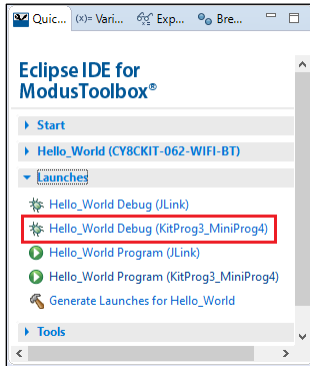 Quic... (x)= Vari... Exp... Bre...
Eclipse IDE for
ModusToolbox®
Start
Hello_World (CY8CKIT-062-WIFI-BT)
Launches
Hello_World Debug (JLink)
Hello_World Debug (KitProg3_MiniProg4)
Hello_World Program (JLink)
Hello_World Program (KitProg3_MiniProg4)
Generate Launches for Hello_World
Tools